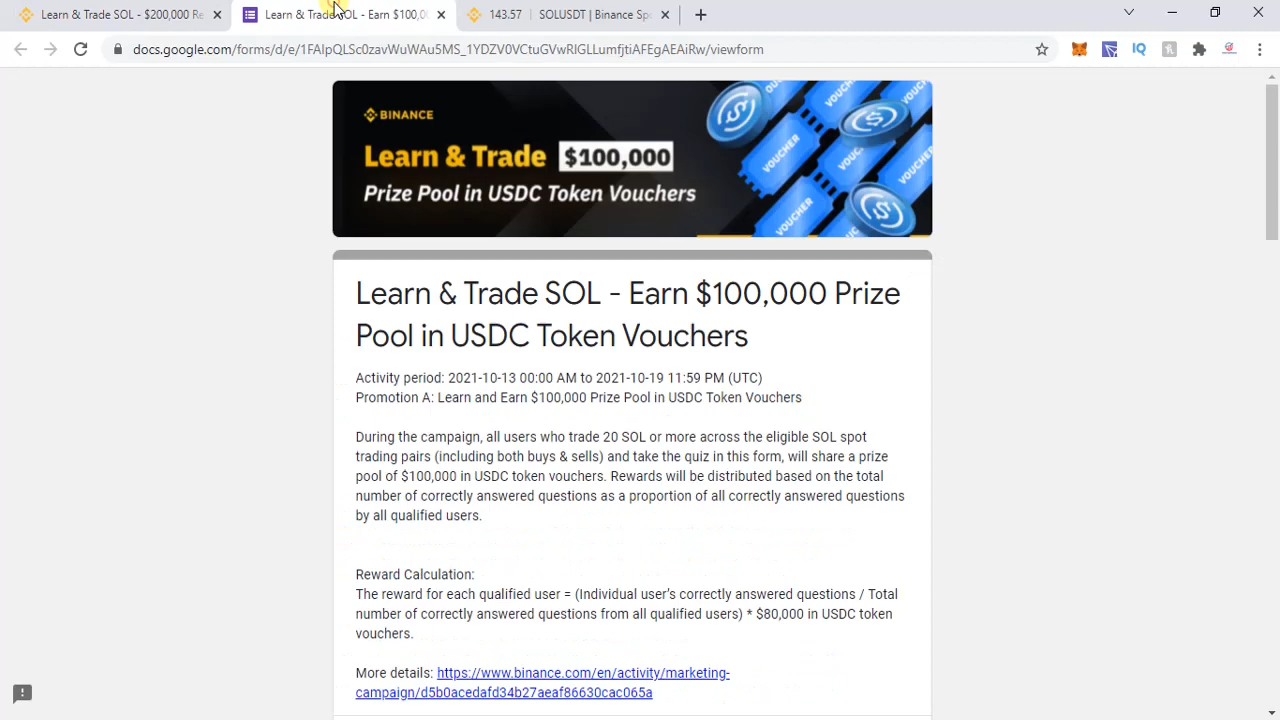 Learn & Trade SOL - $200,000 Re
Learn & Trade SOL - Earn $100,0
143.57 | SOLUSDT | Binance Spo
docs.google.com/forms/d/e/1FAIpQLSc0zavWuWAu5MS_1YDZV0VCtuGVwRIGLLumfjtiAFEgAEAiRw/viewform
IQ
BINANCE
Learn & Trade $100,000
Prize Pool in USDC Token Vouchers
VOUCHER
VOUCHER
VOUCHER
VOUCHER
VOUCHER
Learn & Trade SOL - Earn $100,000 Prize
Pool in USDC Token Vouchers
Activity period: 2021-10-13 00:00 AM to 2021-10-19 11:59 PM (UTC)
Promotion A: Learn and Earn $100,000 Prize Pool in USDC Token Vouchers
During the campaign, all users who trade 20 SOL or more across the eligible SOL spot
trading pairs (including both buys & sells) and take the quiz in this form, will share a prize
pool of $100,000 in USDC token vouchers. Rewards will be distributed based on the total
number of correctly answered questions as a proportion of all correctly answered questions
by all qualified users.
Reward Calculation:
The reward for each qualified user = (Individual user's correctly answered questions / Total
number of correctly answered questions from all qualified users) * $80,000 in USDC token
vouchers.
More details: https://www.binance.com/en/activity/marketing-
campaign/d5b0acedafd34b27aeaf86630cac065a